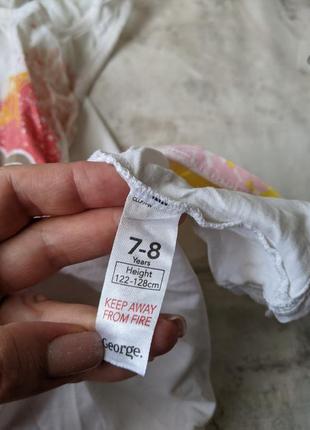 7-8
Years
Height
122-128cm
KEEP AWAY
FROM FIRE
George.